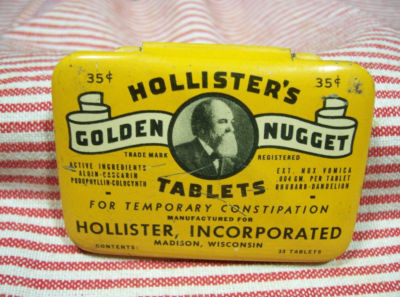 35¢ 35¢
HOLLISTER'S
GOLDEN NUGGET
TRADE MARK REGISTERED
ACTIVE INGREDIENTS
ALOIN-CASCARIN
PODOPHYLLIN-COLOCYNTH
EXT. NUX VOMICA
.004 GM. PER TABLET
RHUBARB-DANDELION
TABLETS
FOR TEMPORARY CONSTIPATION
MANUFACTURED FOR
HOLLISTER, INCORPORATED
MADISON, WISCONSIN
CONTENTS: 33 TABLETS